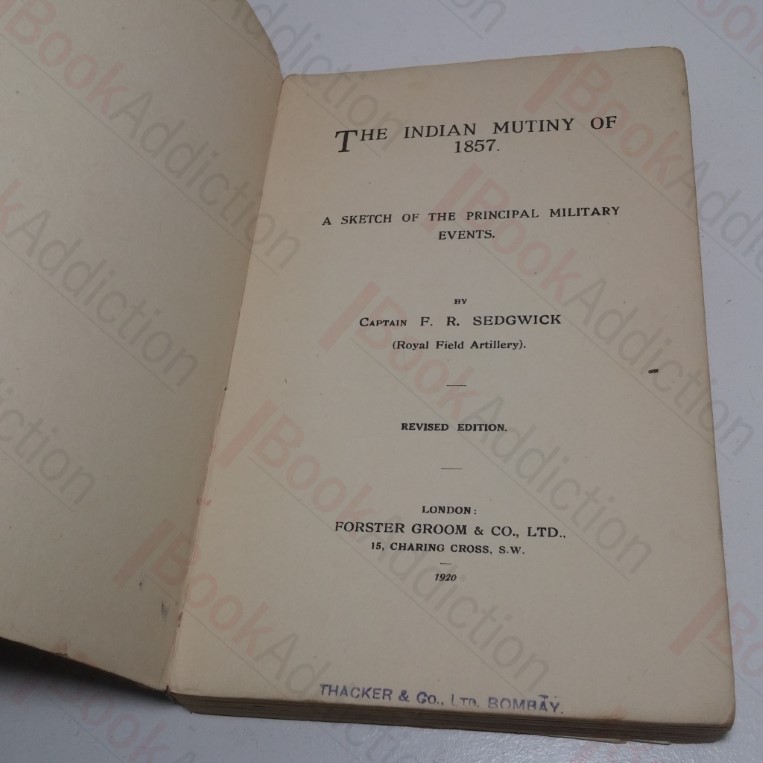 THE INDIAN MUTINY OF
1857.
A SKETCH OF THE PRINCIPAL MILITARY
EVENTS.
BY
CAPTAIN F. R. SEDGWICK
(Royal Field Artillery).
REVISED EDITION.
LONDON:
FORSTER GROOM & CO., LTD.,
15, CHARING CROSS, S.W.
1920
THACKER & Co., LTD. BOMBAY.
BookAddiction